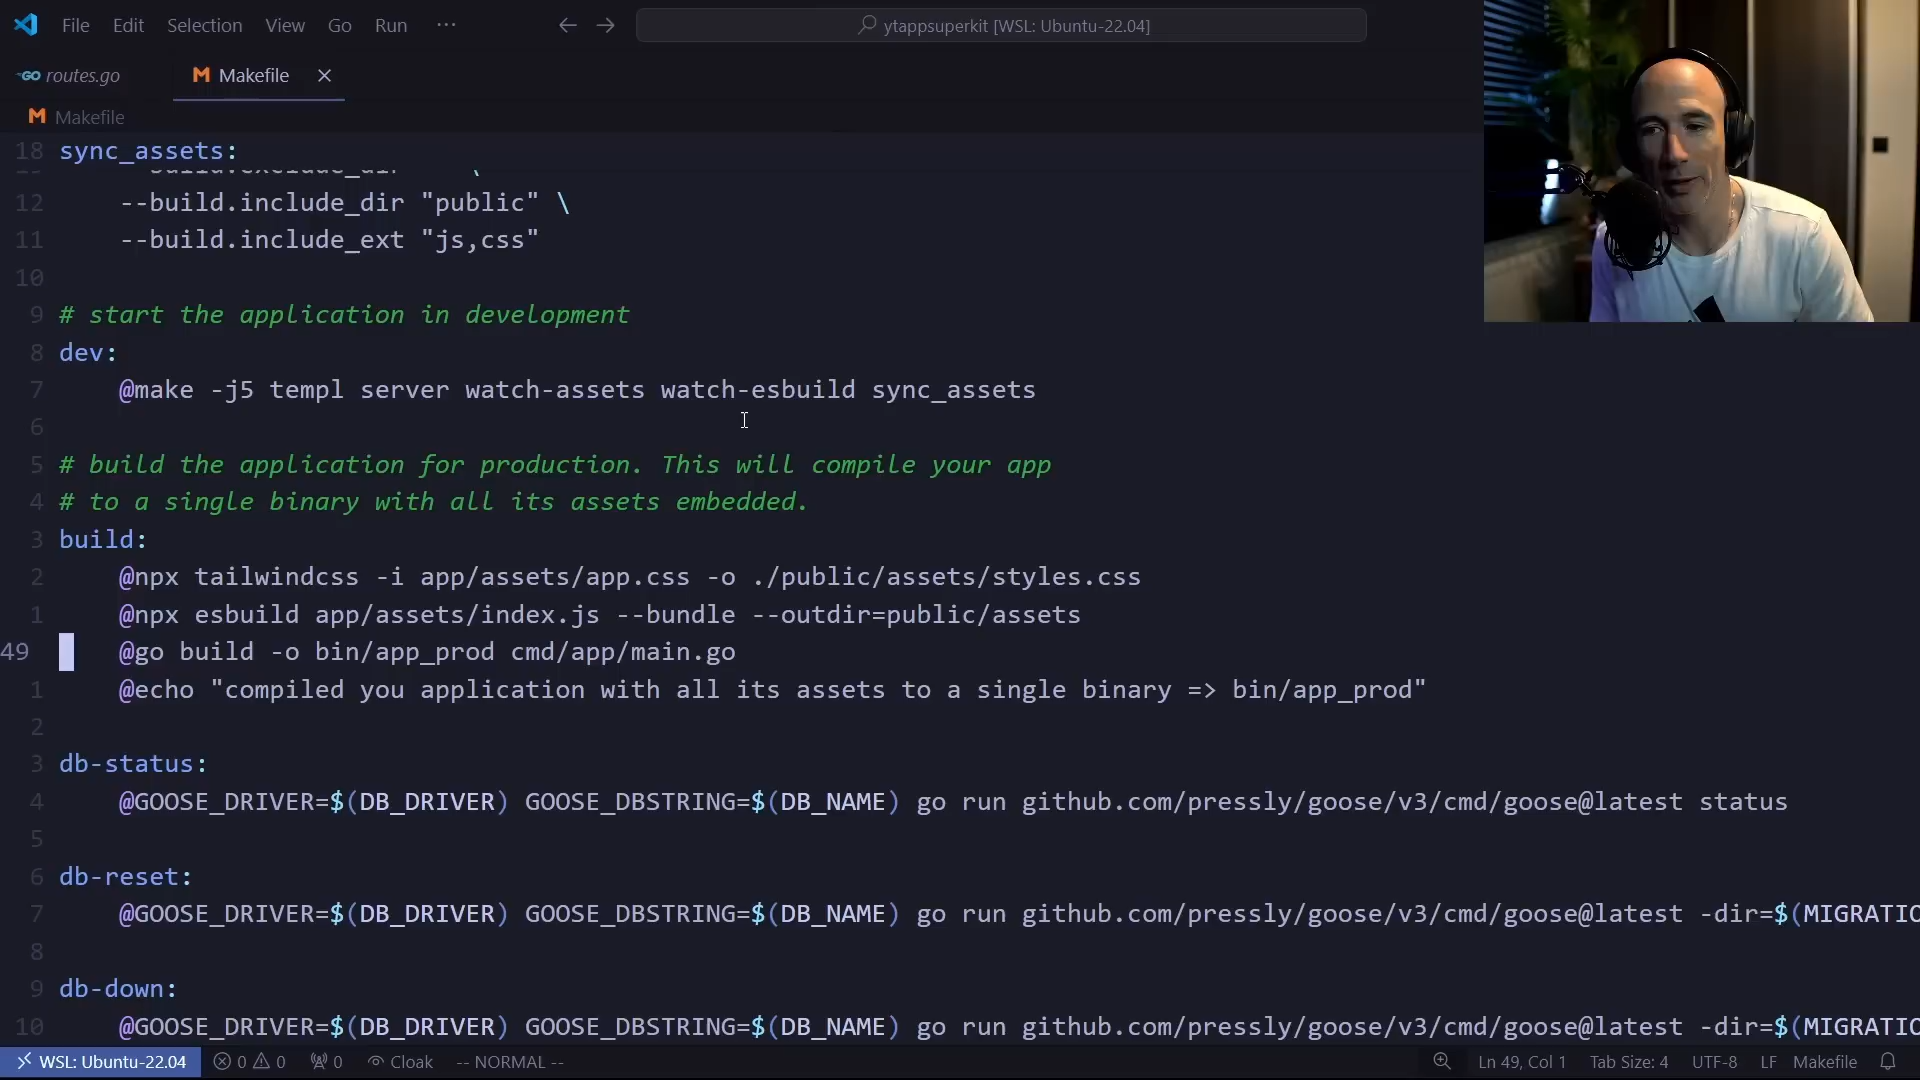 File Edit Selection View Go Run ··· ytappsuperkit [WSL: Ubuntu-22.04]
GO routes.go M Makefile
M Makefile
18 sync_assets:
12 --build.include_dir "public" \
11 --build.include_ext "js,css"
10
9 # start the application in development
8 dev:
7 @make -j5 templ server watch-assets watch-esbuild sync_assets
6
5 # build the application for production. This will compile your app
4 # to a single binary with all its assets embedded.
3 build:
2 @npx tailwindcss -i app/assets/app.css -o ./public/assets/styles.css
1 @npx esbuild app/assets/index.js --bundle --outdir=public/assets
49 @go build -o bin/app_prod cmd/app/main.go
1 @echo "compiled you application with all its assets to a single binary => bin/app_prod"
2
3 db-status:
4 @GOOSE_DRIVER=$(DB_DRIVER) GOOSE_DBSTRING=$(DB_NAME) go run github.com/pressly/goose/v3/cmd/goose@latest status
5
6 db-reset:
7 @GOOSE_DRIVER=$(DB_DRIVER) GOOSE_DBSTRING=$(DB_NAME) go run github.com/pressly/goose/v3/cmd/goose@latest -dir=$(MIGRATIO
8
9 db-down:
10 @GOOSE_DRIVER=$(DB_DRIVER) GOOSE_DBSTRING=$(DB_NAME) go run github.com/pressly/goose/v3/cmd/goose@latest -dir=$(MIGRATIO
WSL: Ubuntu-22.04 0 0 0 Cloak -- NORMAL -- Ln 49, Col 1 Tab Size: 4 UTF-8 LF Makefile